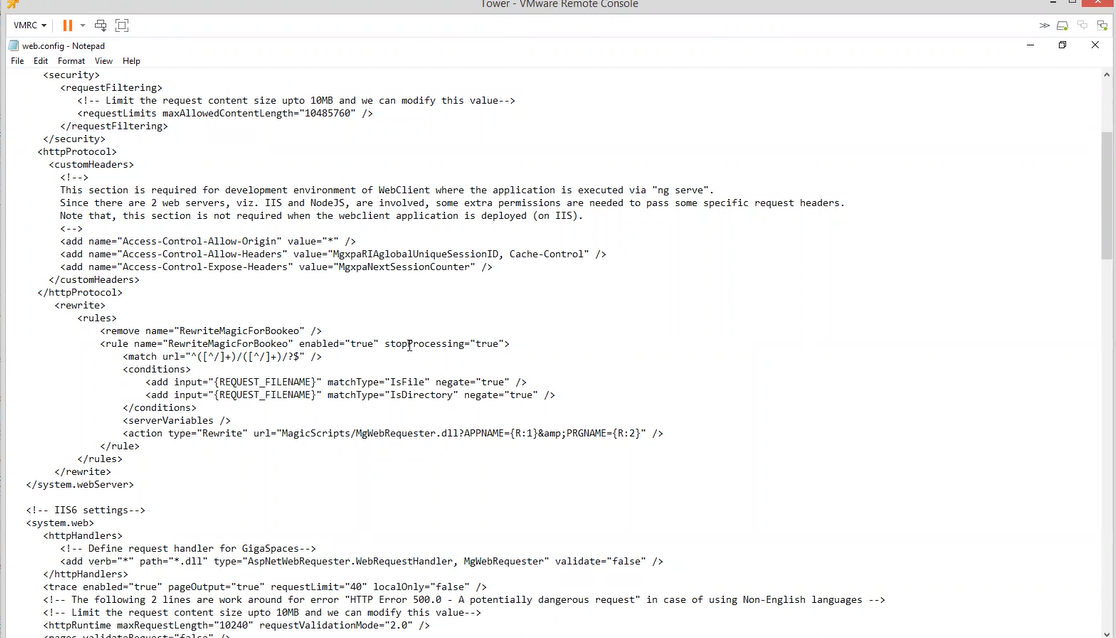 Tower - VMware Remote Console
VMRC
web.config - Notepad
File Edit Format View Help
<security>
<requestFiltering>
<!-- Limit the request content size upto 10MB and we can modify this value-->
<requestLimits maxAllowedContentLength="10485760" />
</requestFiltering>
</security>
<httpProtocol>
<customHeaders>
<!-->
This section is required for development environment of WebClient where the application is executed via "ng serve".
Since there are 2 web servers, viz. IIS and NodeJS, are involved, some extra permissions are needed to pass some specific request headers.
Note that, this section is not required when the webclient application is deployed (on IIS).
<-->
<add name="Access-Control-Allow-Origin" value="*" />
<add name="Access-Control-Allow-Headers" value="MgxpaRIAglobalUniqueSessionID, Cache-Control" />
<add name="Access-Control-Expose-Headers" value="MgxpaNextSessionCounter" />
</customHeaders>
</httpProtocol>
<rewrite>
<rules>
<remove name="RewriteMagicForBookeo" />
<rule name="RewriteMagicForBookeo" enabled="true" stopProcessing="true">
<match url="^([^/]+)/([^/]+)/?$" />
<conditions>
<add input="{REQUEST_FILENAME}" matchType="IsFile" negate="true" />
<add input="{REQUEST_FILENAME}" matchType="IsDirectory" negate="true" />
</conditions>
<serverVariables />
<action type="Rewrite" url="MagicScripts/MgWebRequester.dll?APPNAME={R:1}&amp;PRGNAME={R:2}" />
</rule>
</rules>
</rewrite>
</system.webServer>
<!-- IIS6 settings-->
<system.web>
<httpHandlers>
<!-- Define request handler for GigaSpaces-->
<add verb="*" path="*.dll" type="AspNetWebRequester.WebRequestHandler, MgWebRequester" validate="false" />
</httpHandlers>
<trace enabled="true" pageOutput="true" requestLimit="40" localOnly="false" />
<!-- The following 2 lines are work around for error "HTTP Error 500.0 - A potentially dangerous request" in case of using Non-English languages -->
<!-- Limit the request content size upto 10MB and we can modify this value-->
<httpRuntime maxRequestLength="10240" requestValidationMode="2.0" />
<pages validateRequest="false" />